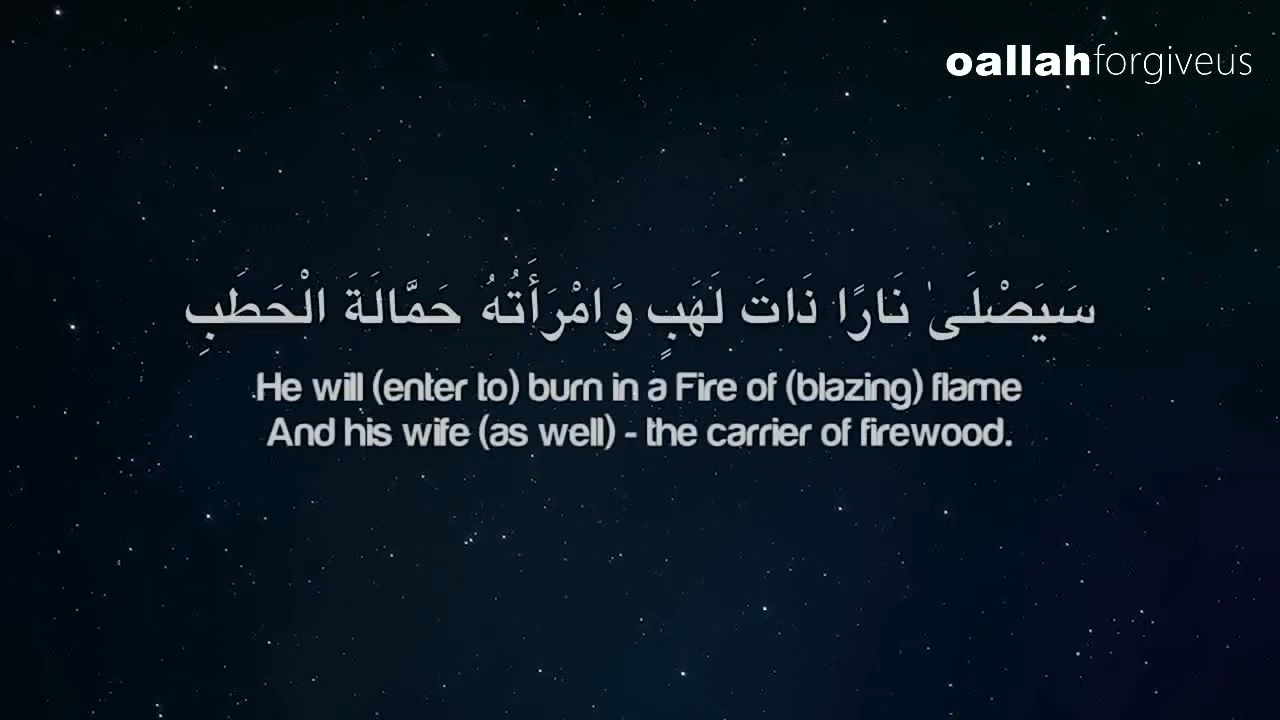 oallahforgiveus
سَيَصْلَىٰ نَارًا ذَاتَ لَهَبٍ وَامْرَأَتُهُ حَمَّالَةَ الْحَطَبِ
He will (enter to) burn in a Fire of (blazing) flame
And his wife (as well) - the carrier of firewood.